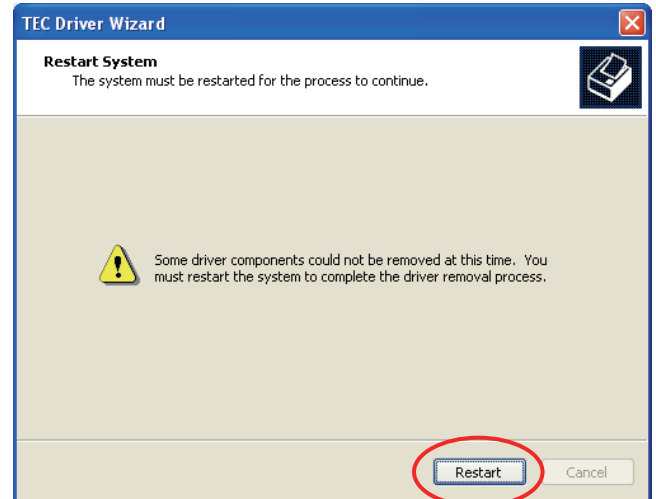 TEC Driver Wizard
Restart System
The system must be restarted for the process to continue.
Some driver components could not be removed at this time. You
must restart the system to complete the driver removal process.
Restart
Cancel